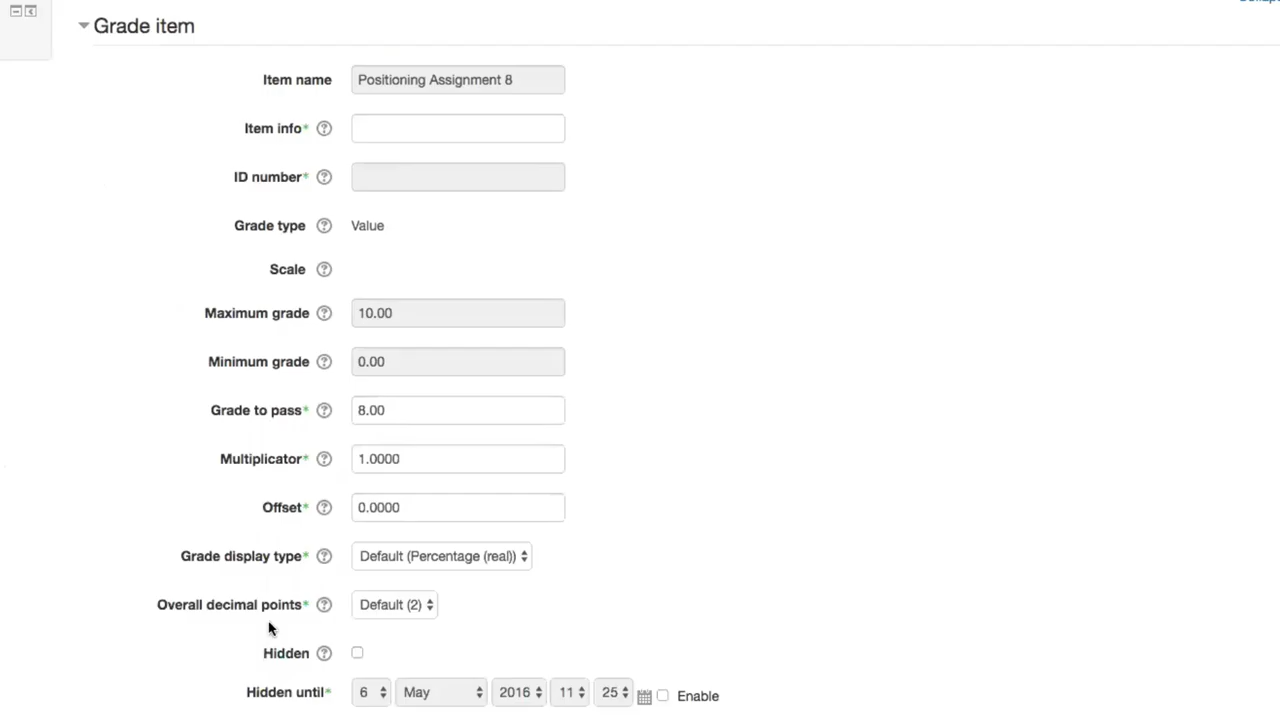 Grade item
Item name Positioning Assignment 8
Item info*
ID number*
Grade type Value
Scale
Maximum grade 10.00
Minimum grade 0.00
Grade to pass* 8.00
Multiplicator* 1.0000
Offset* 0.0000
Grade display type* Default (Percentage (real))
Overall decimal points* Default (2)
Hidden
Hidden until* 6 May 2016 11 25 Enable